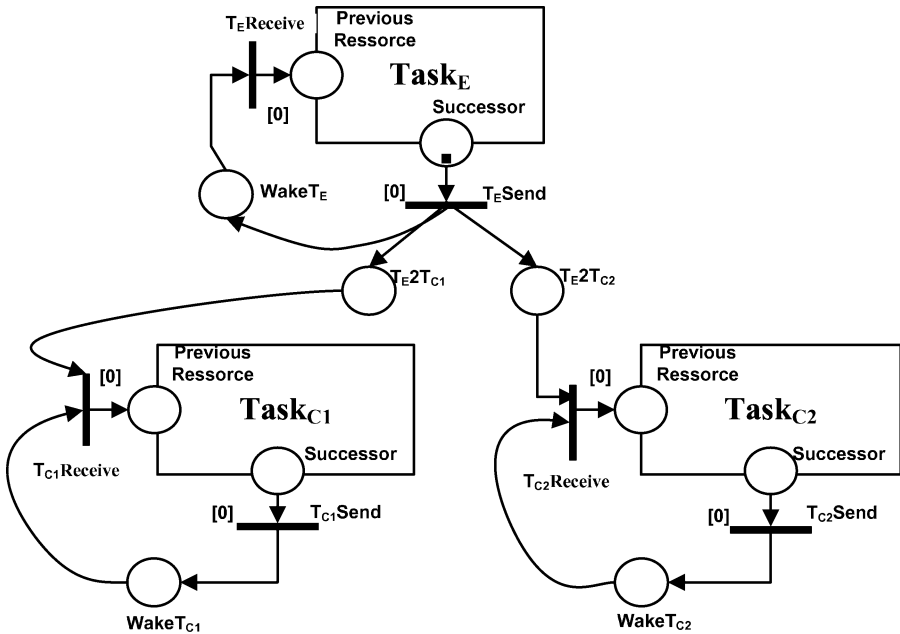 TEReceive
Previous
Ressorce
TaskE
[0]
Successor
WakeTE
[0]
TESend
TE2TC1
TE2TC2
Previous
Ressorce
[0]
TaskC1
Successor
TC1Receive
[0]
TC1Send
WakeTC1
Previous
Ressorce
[0]
TaskC2
Successor
TC2Receive
[0]
TC2Send
WakeTC2